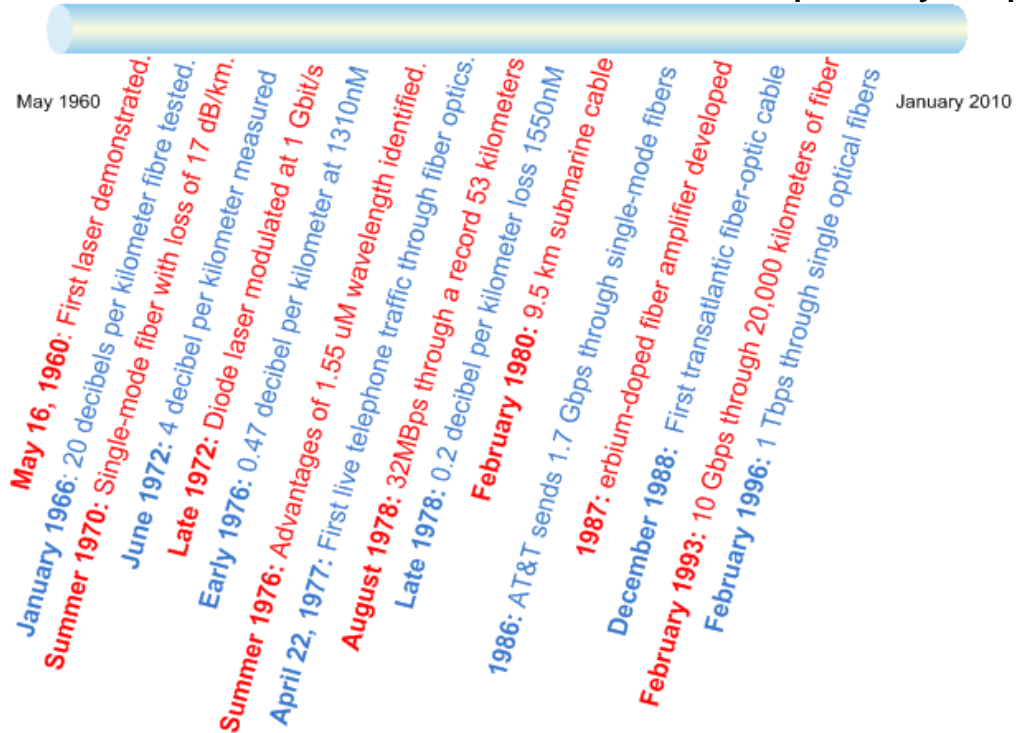 May 1960
January 2010
May 16, 1960: First laser demonstrated.
January 1966: 20 decibels per kilometer fibre tested.
Summer 1970: Single-mode fiber with loss of 17 dB/km.
June 1972: 4 decibel per kilometer measured
Late 1972: Diode laser modulated at 1 Gbit/s
Early 1976: 0.47 decibel per kilometer at 1310nM
Summer 1976: Advantages of 1.55 uM wavelength identified.
April 22, 1977: First live telephone traffic through fiber optics.
August 1978: 32MBps through a record 53 kilometers
Late 1978: 0.2 decibel per kilometer loss 1550nM
February 1980: 9.5 km submarine cable
1986: AT&T sends 1.7 Gbps through single-mode fibers
1987: erbium-doped fiber amplifier developed
December 1988: First transatlantic fiber-optic cable
February 1993: 10 Gbps through 20,000 kilometers of fiber
February 1996: 1 Tbps through single optical fibers